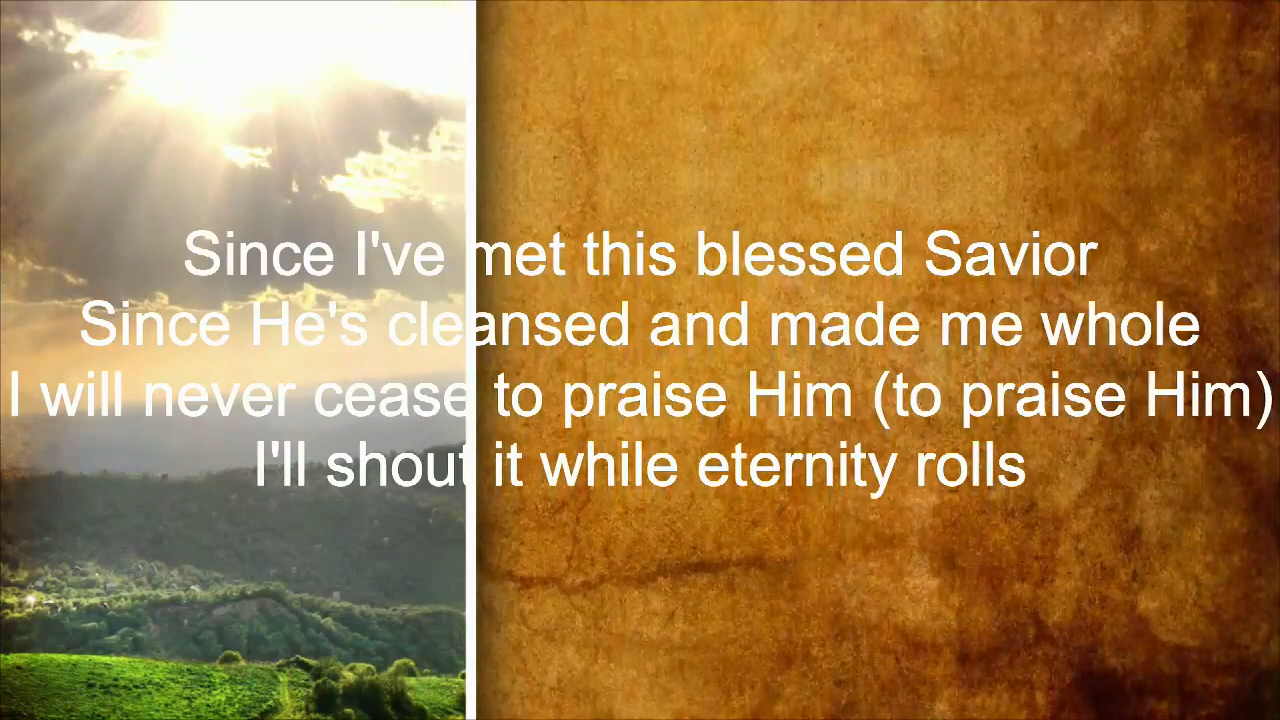 Since I've met this blessed Savior
Since He's cleansed and made me whole
I will never cease to praise Him (to praise Him)
I'll shout it while eternity rolls